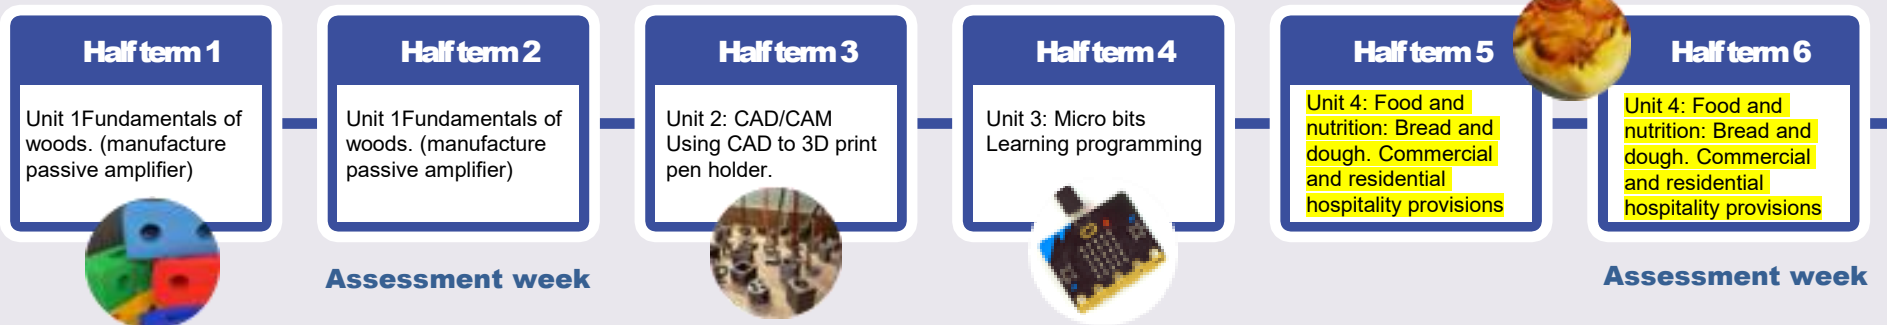 Half term 1
Unit 1Fundamentals of
woods. (manufacture
passive amplifier)
Half term 2
Unit 1Fundamentals of
woods. (manufacture
passive amplifier)
Assessment week
Half term 3
Unit 2: CAD/CAM
Using CAD to 3D print
pen holder.
Half term 4
Unit 3: Micro bits
Learning programming
Half term 5
Unit 4: Food and
nutrition: Bread and
dough. Commercial
and residential
hospitality provisions
Half term 6
Unit 4: Food and
nutrition: Bread and
dough. Commercial
and residential
hospitality provisions
Assessment week